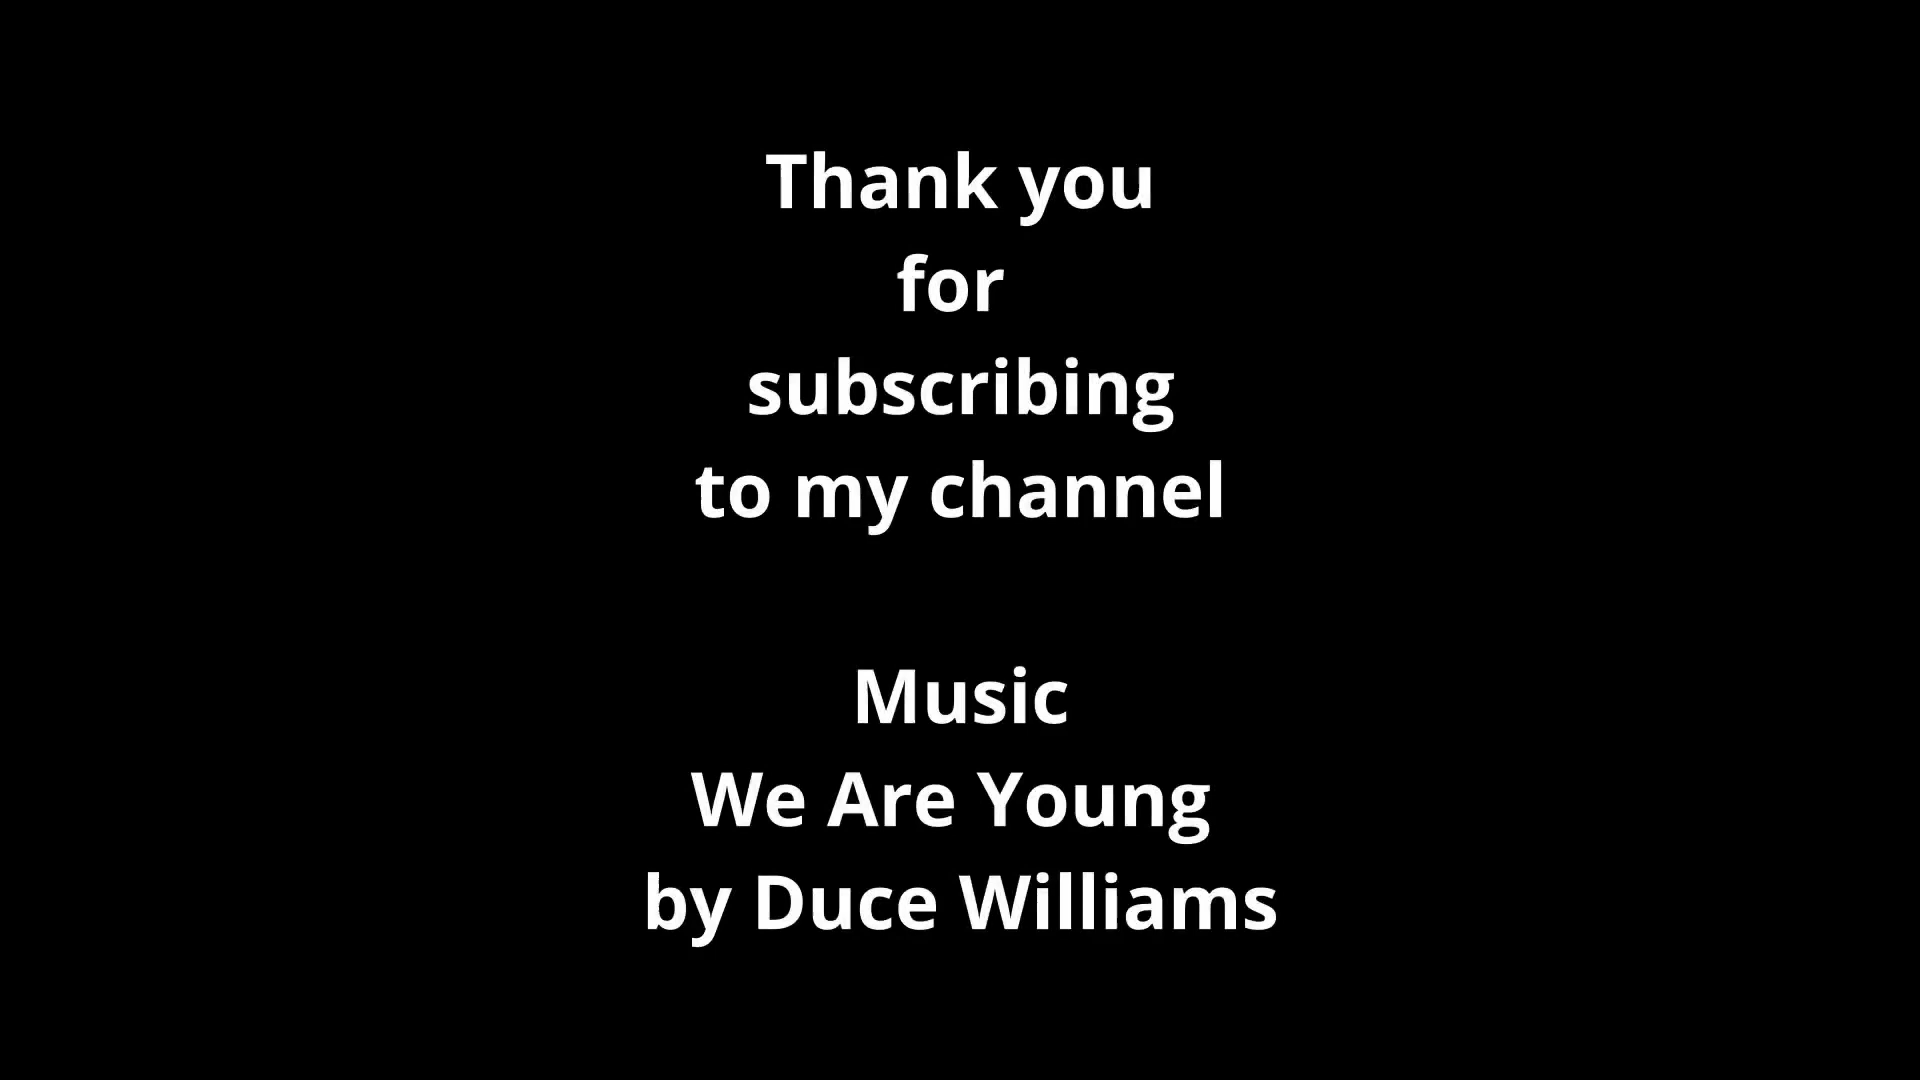 Thank you
for
subscribing
to my channel
Music
We Are Young
by Duce Williams